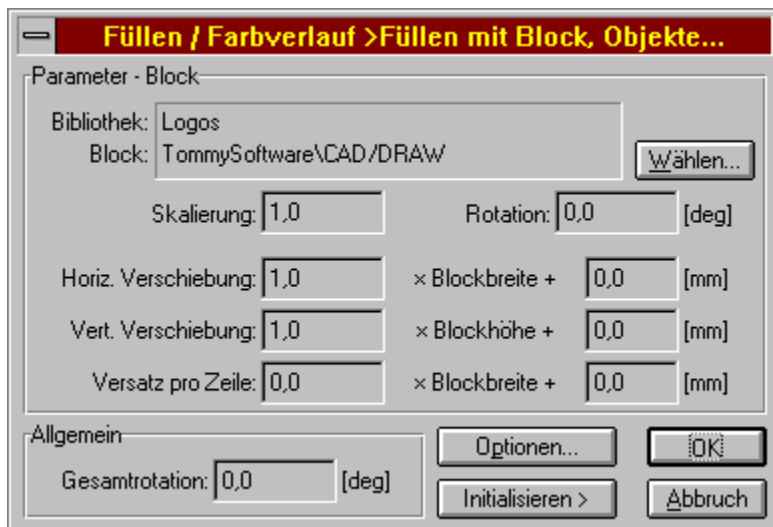 Füllen / Farbverlauf >Füllen mit Block, Objekte...
Parameter - Block
Bibliothek: Logos
Block: TommySoftware\CAD/DRAW
Wählen...
Skalierung: 1,0 Rotation: 0,0 [deg]
Horiz. Verschiebung: 1,0 × Blockbreite + 0,0 [mm]
Vert. Verschiebung: 1,0 × Blockhöhe + 0,0 [mm]
Versatz pro Zeile: 0,0 × Blockbreite + 0,0 [mm]
Allgemein
Gesamtrotation: 0,0 [deg]
Optionen... OK
Initialisieren > Abbruch